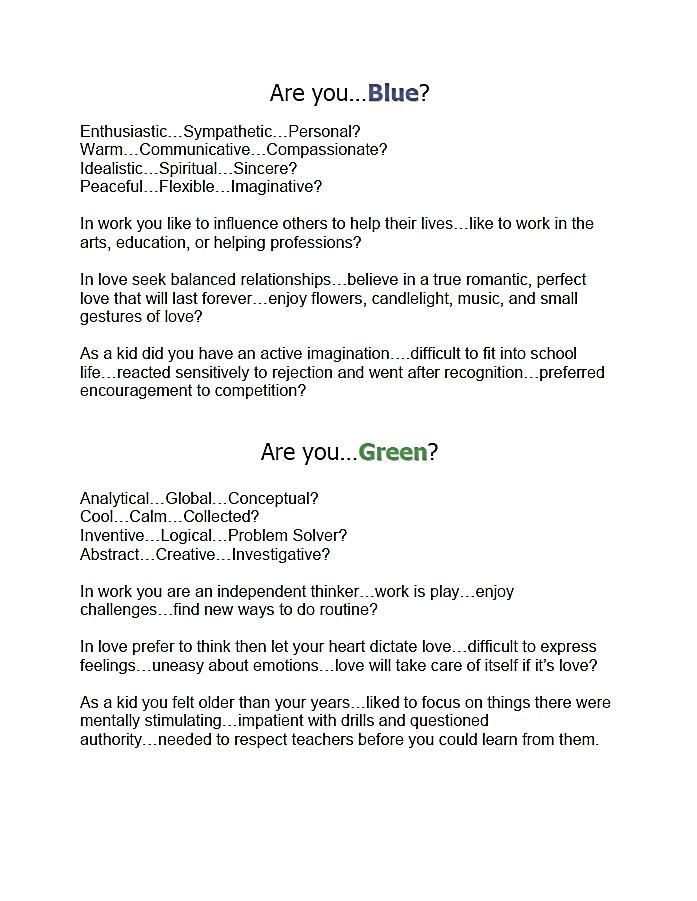 Are you...Blue?
Enthusiastic…Sympathetic…Personal?
Warm…Communicative…Compassionate?
Idealistic…Spiritual…Sincere?
Peaceful…Flexible…Imaginative?
In work you like to influence others to help their lives…like to work in the
arts, education, or helping professions?
In love seek balanced relationships…believe in a true romantic, perfect
love that will last forever…enjoy flowers, candlelight, music, and small
gestures of love?
As a kid did you have an active imagination….difficult to fit into school
life…reacted sensitively to rejection and went after recognition…preferred
encouragement to competition?
Are you...Green?
Analytical…Global…Conceptual?
Cool…Calm…Collected?
Inventive…Logical…Problem Solver?
Abstract…Creative…Investigative?
In work you are an independent thinker…work is play…enjoy
challenges…find new ways to do routine?
In love prefer to think then let your heart dictate love…difficult to express
feelings…uneasy about emotions…love will take care of itself if it’s love?
As a kid you felt older than your years…liked to focus on things there were
mentally stimulating…impatient with drills and questioned
authority…needed to respect teachers before you could learn from them.